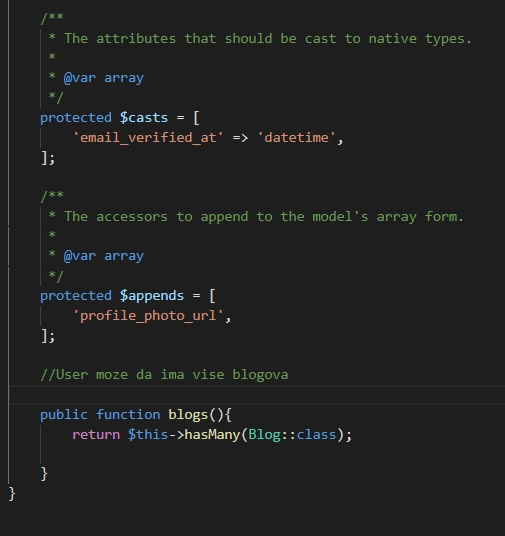 /**
 * The attributes that should be cast to native types.
 *
 * @var array
 */
protected $casts = [
    'email_verified_at' => 'datetime',
];
/**
 * The accessors to append to the model's array form.
 *
 * @var array
 */
protected $appends = [
    'profile_photo_url',
];
//User moze da ima vise blogova
public function blogs(){
    return $this->hasMany(Blog::class);
}
}